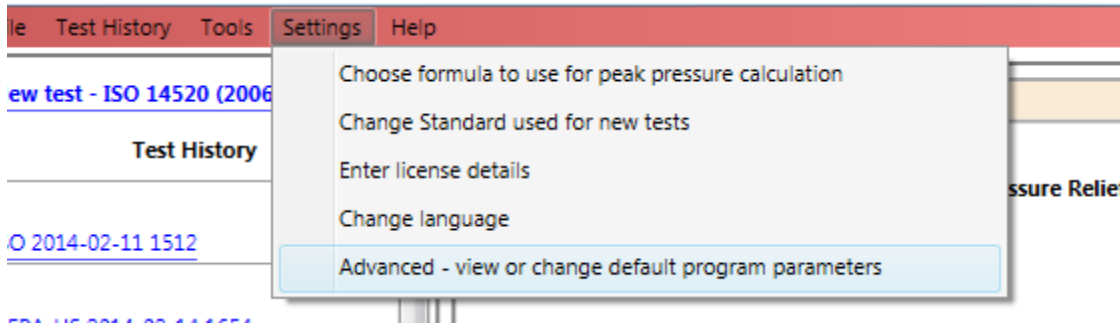 le Test History Tools Settings Help
Choose formula to use for peak pressure calculation
ew test - ISO 14520 (2006
Change Standard used for new tests
Test History
Enter license details
ssure Relie
Change language
O 2014-02-11 1512
Advanced - view or change default program parameters